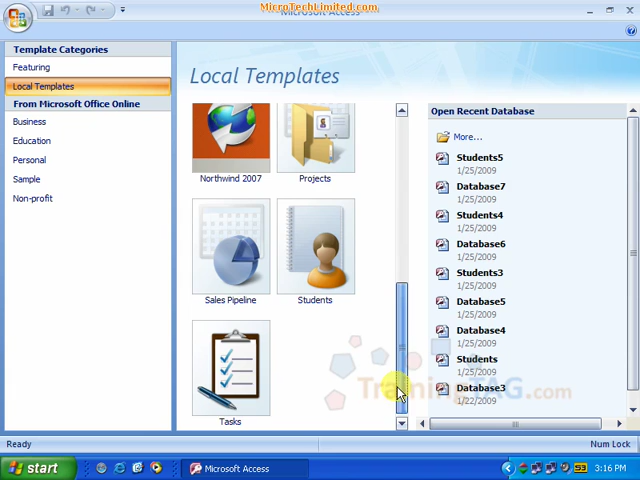 MicroTechLimited.com
Microsoft Access
Template Categories
Featuring
Local Templates
From Microsoft Office Online
Business
Education
Personal
Sample
Non-profit
Local Templates
Northwind 2007
Projects
Sales Pipeline
Students
Tasks
Open Recent Database
More...
Students5
1/25/2009
Database7
1/25/2009
Students4
1/25/2009
Database6
1/25/2009
Students3
1/25/2009
Database5
1/25/2009
Database4
1/25/2009
Students
1/25/2009
Database3
1/22/2009
TrainingTAG.com
Ready
Num Lock
start
Microsoft Access
53
3:16 PM